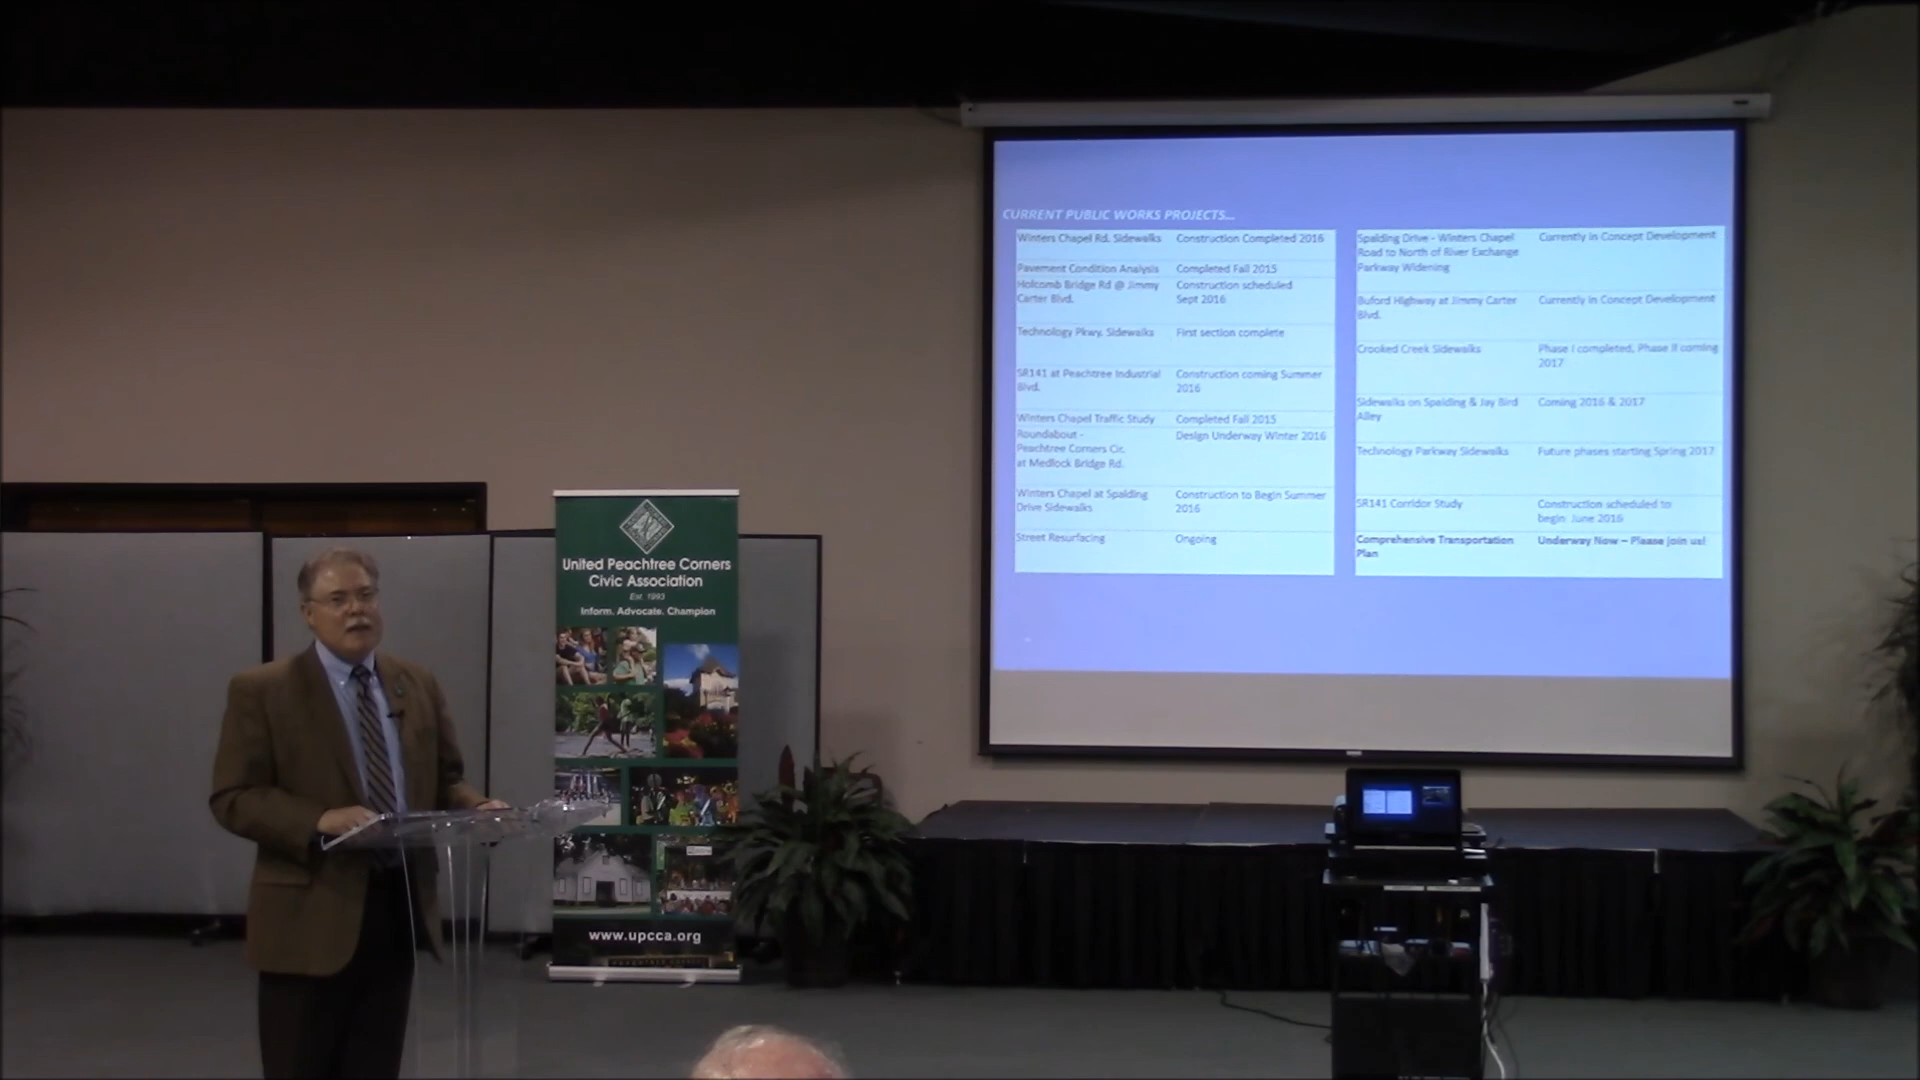 CURRENT PUBLIC WORKS PROJECTS...
Winters Chapel Rd. Sidewalks Construction Completed 2016
Pavement Condition Analysis Completed Fall 2015
Holcomb Bridge Rd @ Jimmy Construction scheduled
Carter Blvd. Sept 2016
Technology Pkwy. Sidewalks First section complete
SR141 at Peachtree Industrial Construction coming Summer
Blvd. 2016
Winters Chapel Traffic Study Completed Fall 2015
Roundabout - Design Underway Winter 2016
Peachtree Corners Cir.
at Medlock Bridge Rd.
Winters Chapel at Spalding Construction to Begin Summer
Drive Sidewalks 2016
Street Resurfacing Ongoing
Spalding Drive - Winters Chapel Currently in Concept Development
Road to North of River Exchange
Parkway Widening
Buford Highway at Jimmy Carter Currently in Concept Development
Blvd.
Crooked Creek Sidewalks Phase I completed, Phase II coming
2017
Sidewalks on Spalding & Jay Bird Coming 2016 & 2017
Alley
Technology Parkway Sidewalks Future phases starting Spring 2017
SR141 Corridor Study Construction scheduled to
begin June 2016
Comprehensive Transportation Underway Now – Please join us!
Plan
United Peachtree Corners
Civic Association
Est. 1993
Inform. Advocate. Champion
www.upcca.org